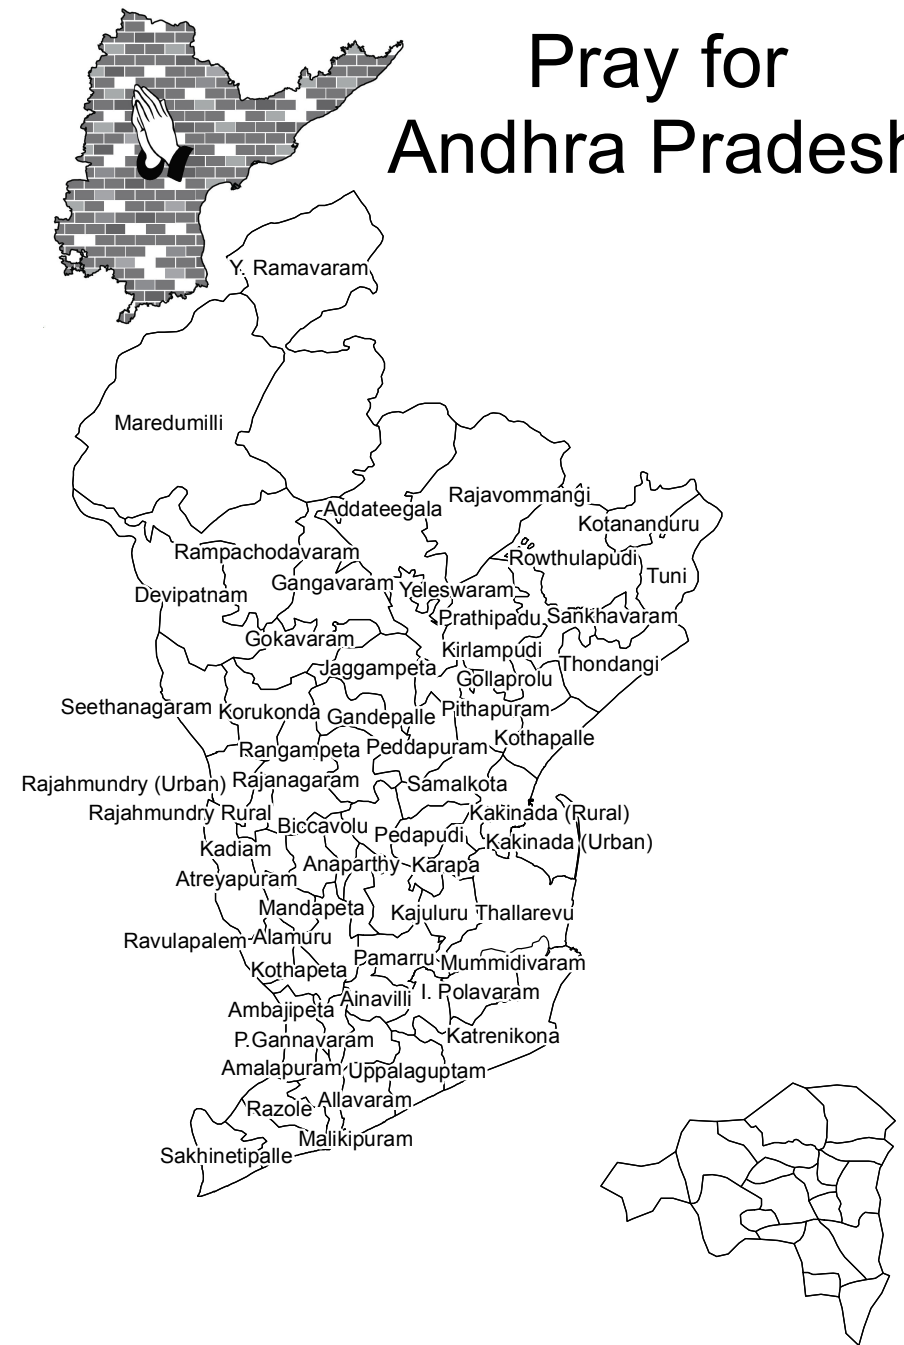 Pray for
Andhra Pradesh
Y. Ramavaram
Maredumilli
Rajavommangi
Addateegala
Kotananduru
Rampachodavaram
Rowthulapudi
Tuni
Gangavaram
Yeleswaram
Devipatnam
Prathipadu
Sankhavaram
Gokavaram
Kirlampudi
Thondangi
Jaggampeta
Gollaprolu
Seethanagaram
Korukonda
Gandepalle
Pithapuram
Rangampeta
Peddapuram
Kothapalle
Rajahmundry (Urban)
Rajanagaram
Samalkota
Rajahmundry Rural
Kakinada (Rural)
Biccavolu
Pedapudi
Kakinada (Urban)
Kadiam
Anaparthy
Karapa
Atreyapuram
Mandapeta
Kajuluru
Thallarevu
Ravulapalem
Alamuru
Pamarru
Mummidivaram
Kothapeta
Ainavilli
I. Polavaram
Ambajipeta
P.Gannavaram
Katrenikona
Amalapuram
Uppalaguptam
Razole
Allavaram
Malikipuram
Sakhinetipalle